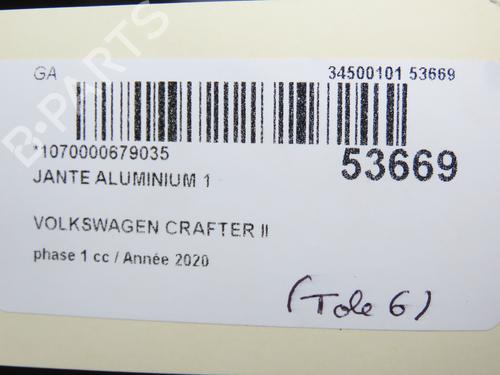 GA
34500101 53669
*1070000679035
53669
JANTE ALUMINIUM 1
VOLKSWAGEN CRAFTER II
phase 1 cc / Année 2020
(Tole 6)
B-PARTS